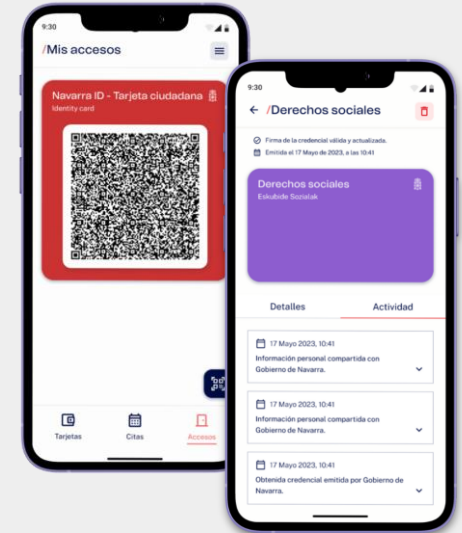 9:30
/Mis accesos
Navarra ID - Tarjeta ciudadana
Identity card
Tarjetas
Citas
Accesos
9:30
/Derechos sociales
Firma de la credencial válida y actualizada.
Emitida el 17 Mayo de 2023, a las 10:41
Derechos sociales
Eskubide Sozialak
Detalles
Actividad
17 Mayo 2023, 10:41
Información personal compartida con
Gobierno de Navarra.
17 Mayo 2023, 10:41
Información personal compartida con
Gobierno de Navarra.
17 Mayo 2023, 10:41
Obtenida credencial emitida por Gobierno de
Navarra.